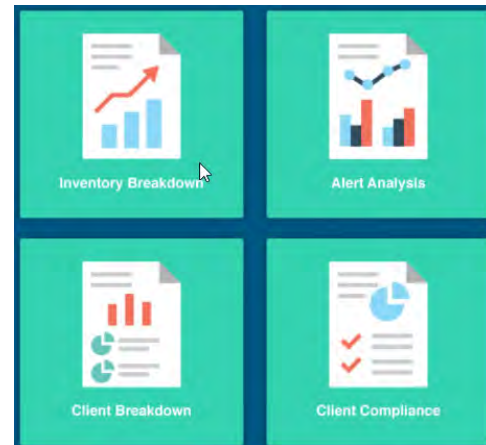 Inventory Breakdown
Alert Analysis
Client Breakdown
Client Compliance